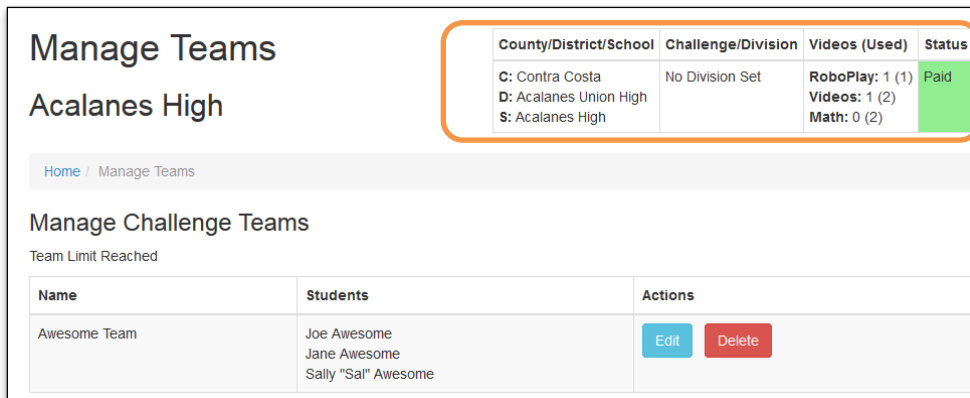 Manage Teams
Acalanes High
County/District/School Challenge/Division Videos (Used) Status
C: Contra Costa No Division Set RoboPlay: 1 (1) Paid
D: Acalanes Union High Videos: 1 (2)
S: Acalanes High Math: 0 (2)
Home / Manage Teams
Manage Challenge Teams
Team Limit Reached
Name Students Actions
Awesome Team Joe Awesome Edit Delete
Jane Awesome
Sally "Sal" Awesome